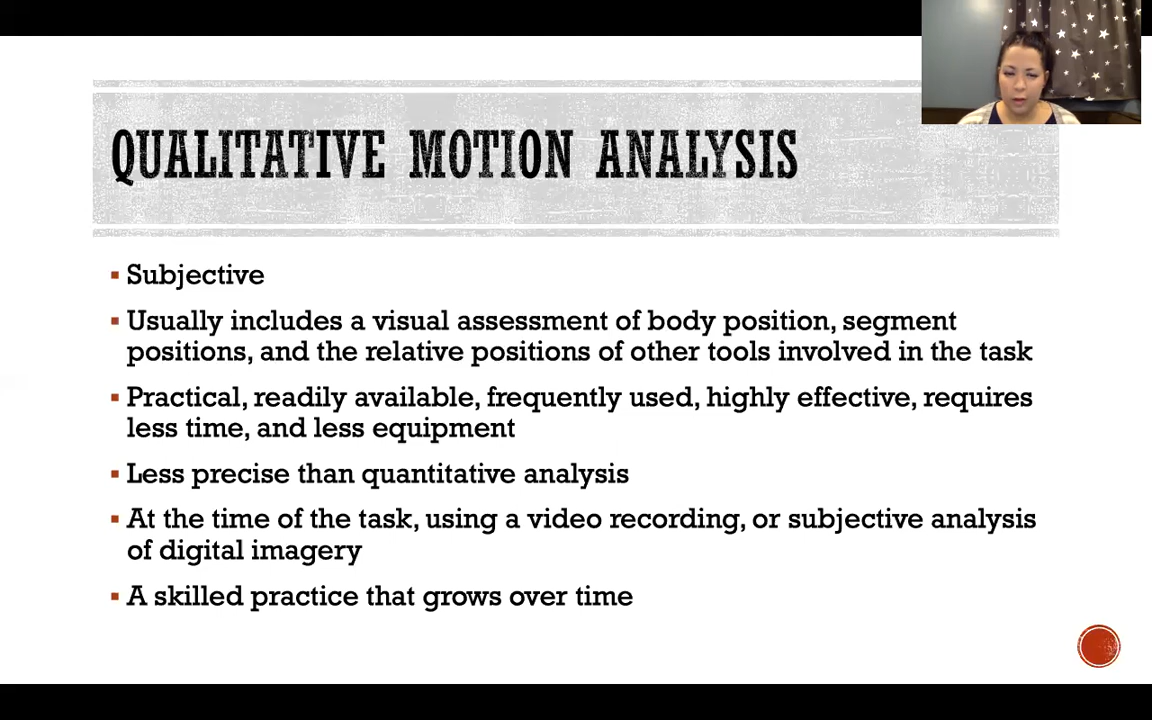 QUALITATIVE MOTION ANALYSIS
▪ Subjective
▪ Usually includes a visual assessment of body position, segment
positions, and the relative positions of other tools involved in the task
▪ Practical, readily available, frequently used, highly effective, requires
less time, and less equipment
▪ Less precise than quantitative analysis
▪ At the time of the task, using a video recording, or subjective analysis
of digital imagery
▪ A skilled practice that grows over time